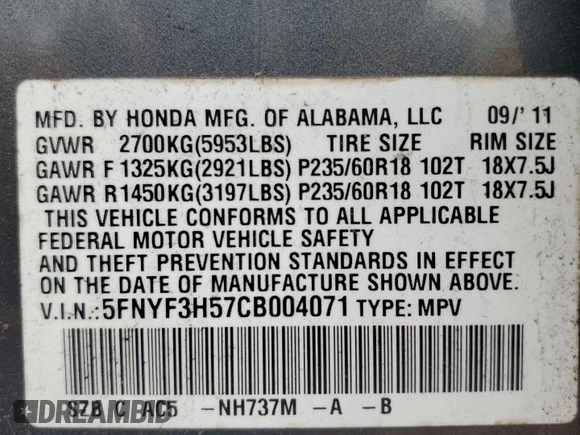 MFD. BY HONDA MFG. OF ALABAMA, LLC 09/'11
GVWR 2700KG(5953LBS) TIRE SIZE RIM SIZE
GAWR F 1325KG(2921LBS) P235/60R18 102T 18X7.5J
GAWR R1450KG(3197LBS) P235/60R18 102T 18X7.5J
THIS VEHICLE CONFORMS TO ALL APPLICABLE
FEDERAL MOTOR VEHICLE SAFETY
AND THEFT PREVENTION STANDARDS IN EFFECT
ON THE DATE OF MANUFACTURE SHOWN ABOVE.
V.I.N.:5FNYF3H57CB004071 TYPE: MPV
SZB C AC5 -NH737M -A -B
DREAMBID